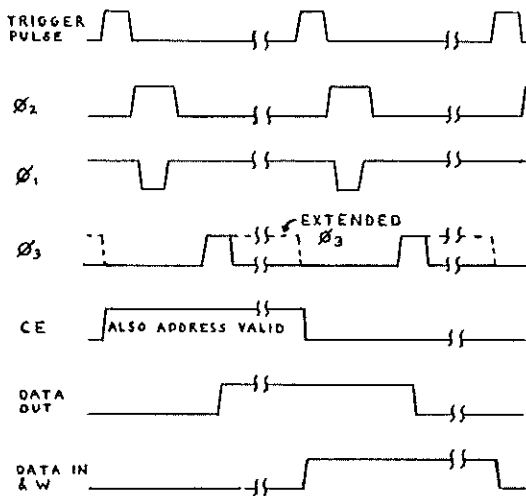 TRIGGER
PULSE
Ø2
Ø1
EXTENDED
Ø3
Ø3
CE
ALSO ADDRESS VALID
DATA
OUT
DATA IN
& W